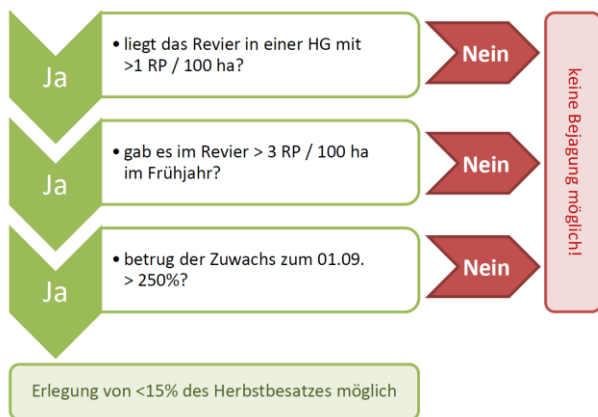 Ja
• liegt das Revier in einer HG mit
>1 RP / 100 ha?
Nein
Ja
• gab es im Revier > 3 RP / 100 ha
im Frühjahr?
Nein
Ja
• betrug der Zuwachs zum 01.09.
> 250%?
Nein
keine Bejagung möglich!
Erlegung von <15% des Herbstbesatzes möglich